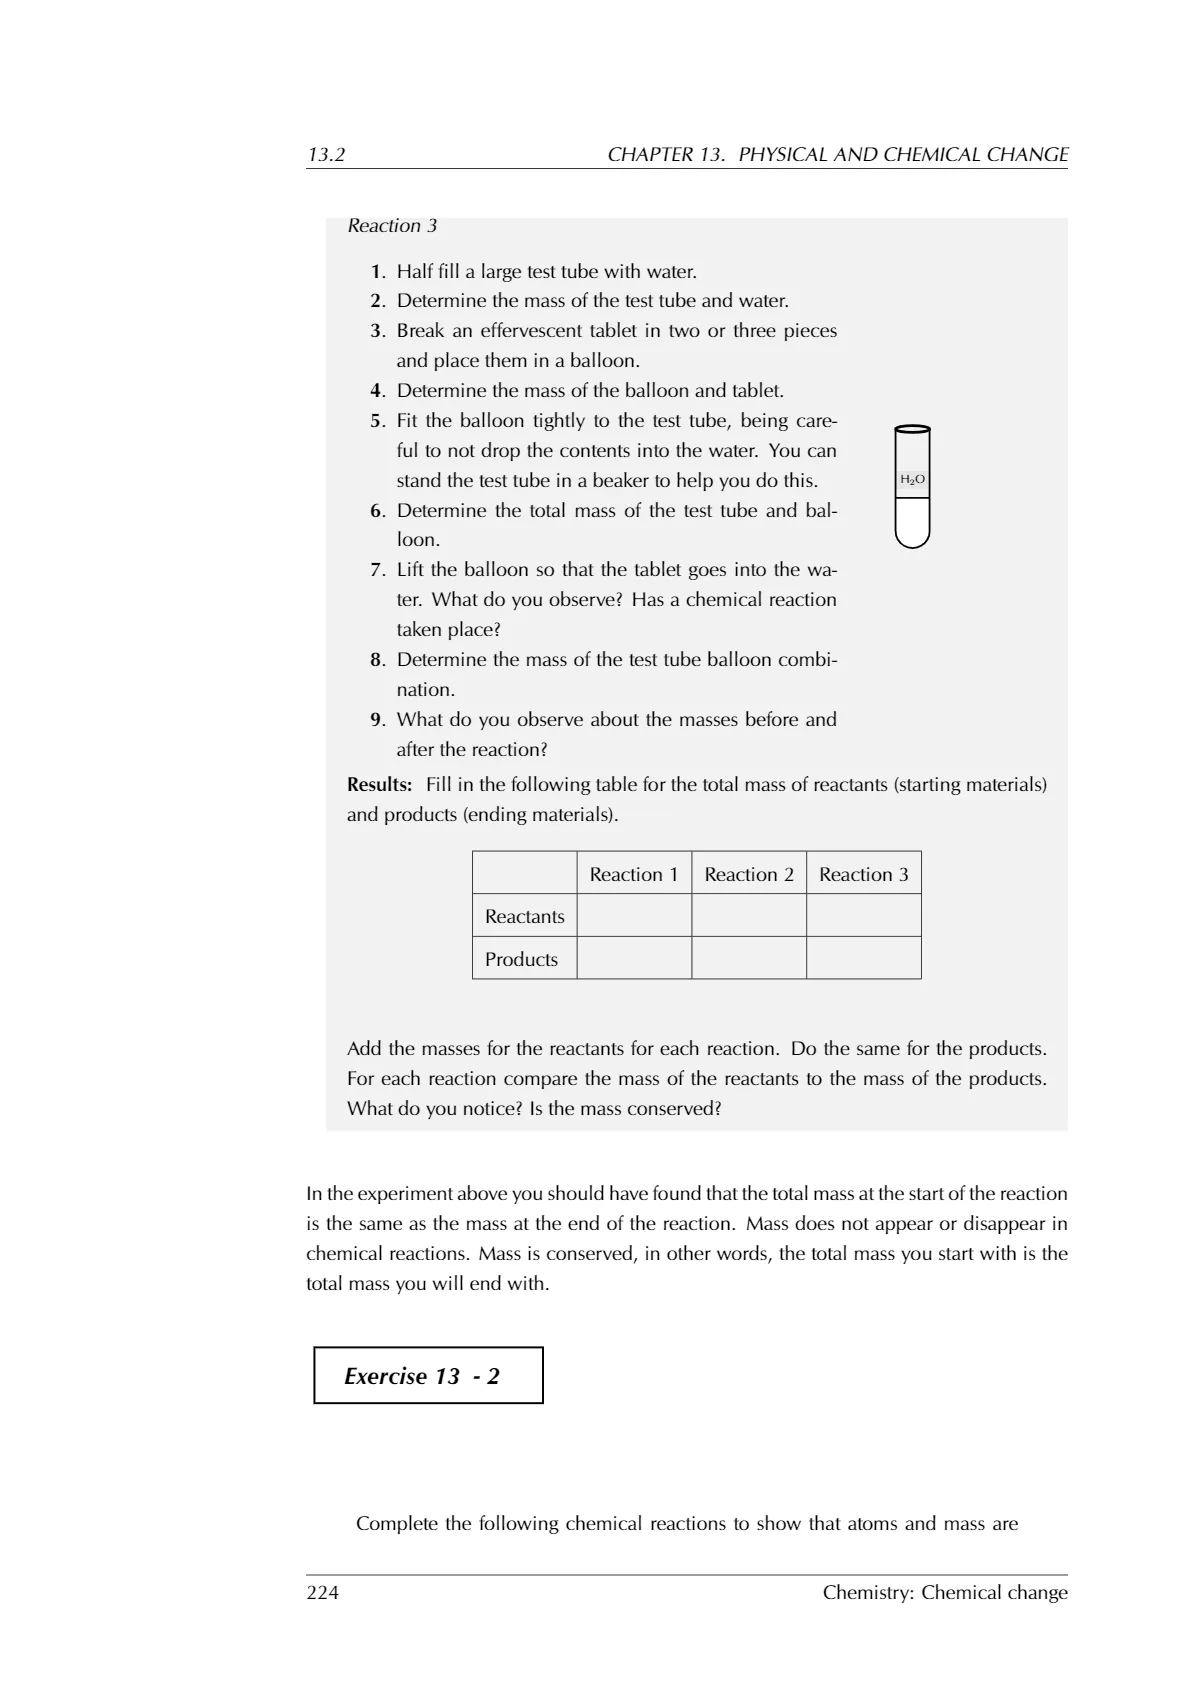 13.2 CHAPTER 13. PHYSICAL AND CHEMICAL CHANGE
Reaction 3
1. Half fill a large test tube with water.
2. Determine the mass of the test tube and water.
3. Break an effervescent tablet in two or three pieces
and place them in a balloon.
4. Determine the mass of the balloon and tablet.
5. Fit the balloon tightly to the test tube, being care-
ful to not drop the contents into the water. You can
stand the test tube in a beaker to help you do this.
6. Determine the total mass of the test tube and bal-
loon.
7. Lift the balloon so that the tablet goes into the wa-
ter. What do you observe? Has a chemical reaction
taken place?
8. Determine the mass of the test tube balloon combi-
nation.
9. What do you observe about the masses before and
after the reaction?
H₂O
Results: Fill in the following table for the total mass of reactants (starting materials)
and products (ending materials).
Reaction 1 Reaction 2 Reaction 3
Reactants
Products
Add the masses for the reactants for each reaction. Do the same for the products.
For each reaction compare the mass of the reactants to the mass of the products.
What do you notice? Is the mass conserved?
In the experiment above you should have found that the total mass at the start of the reaction
is the same as the mass at the end of the reaction. Mass does not appear or disappear in
chemical reactions. Mass is conserved, in other words, the total mass you start with is the
total mass you will end with.
Exercise 13 - 2
Complete the following chemical reactions to show that atoms and mass are
224 Chemistry: Chemical change